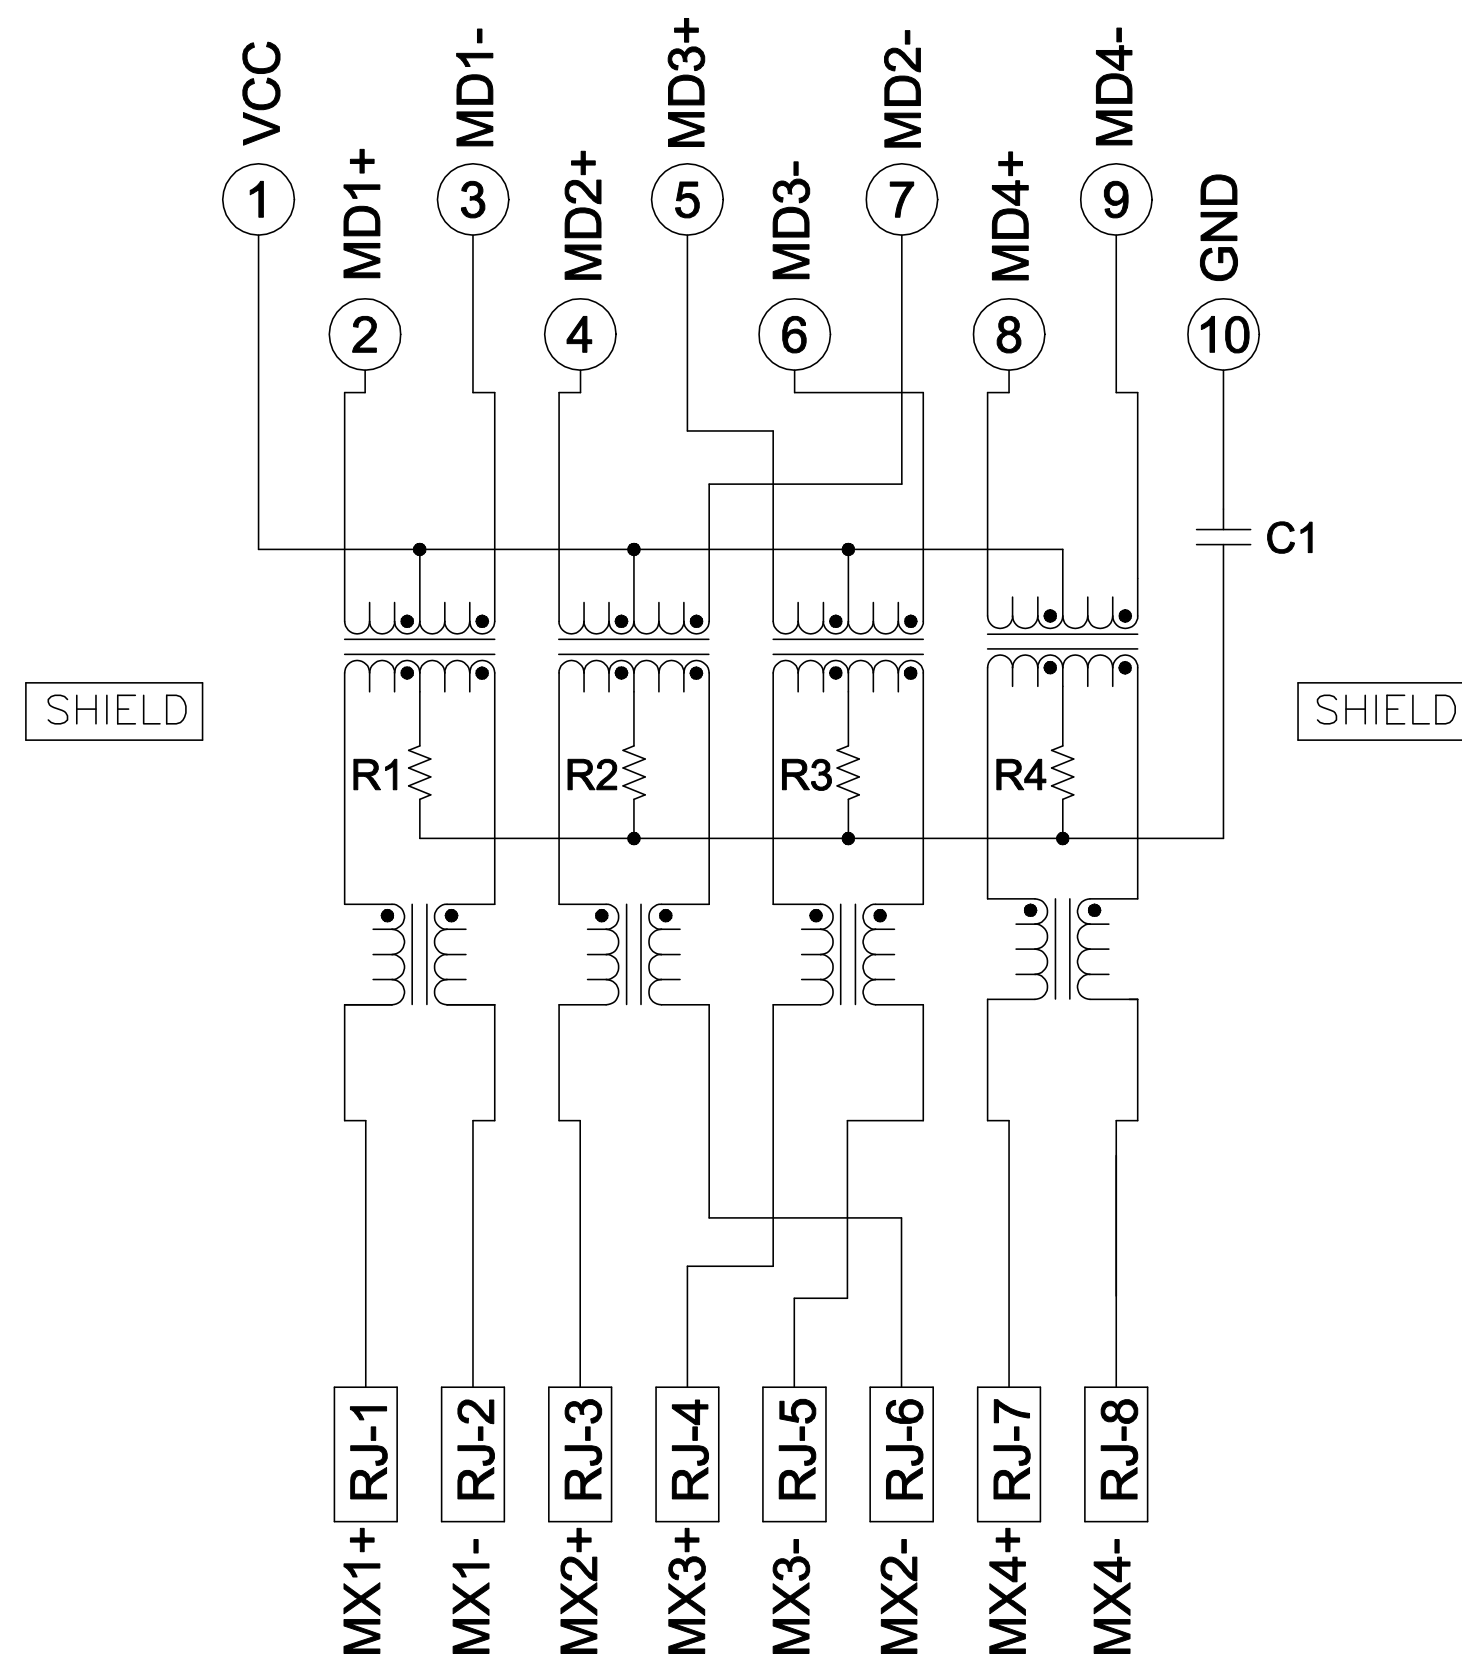 VCC
MD1+
MD1-
MD2+
MD3+
MD3-
MD2-
MD4+
MD4-
GND
1
2
3
4
5
6
7
8
9
10
C1
SHIELD
SHIELD
R1
R2
R3
R4
RJ-1
RJ-2
RJ-3
RJ-4
RJ-5
RJ-6
RJ-7
RJ-8
MX1+
MX1-
MX2+
MX3+
MX3-
MX2-
MX4+
MX4-